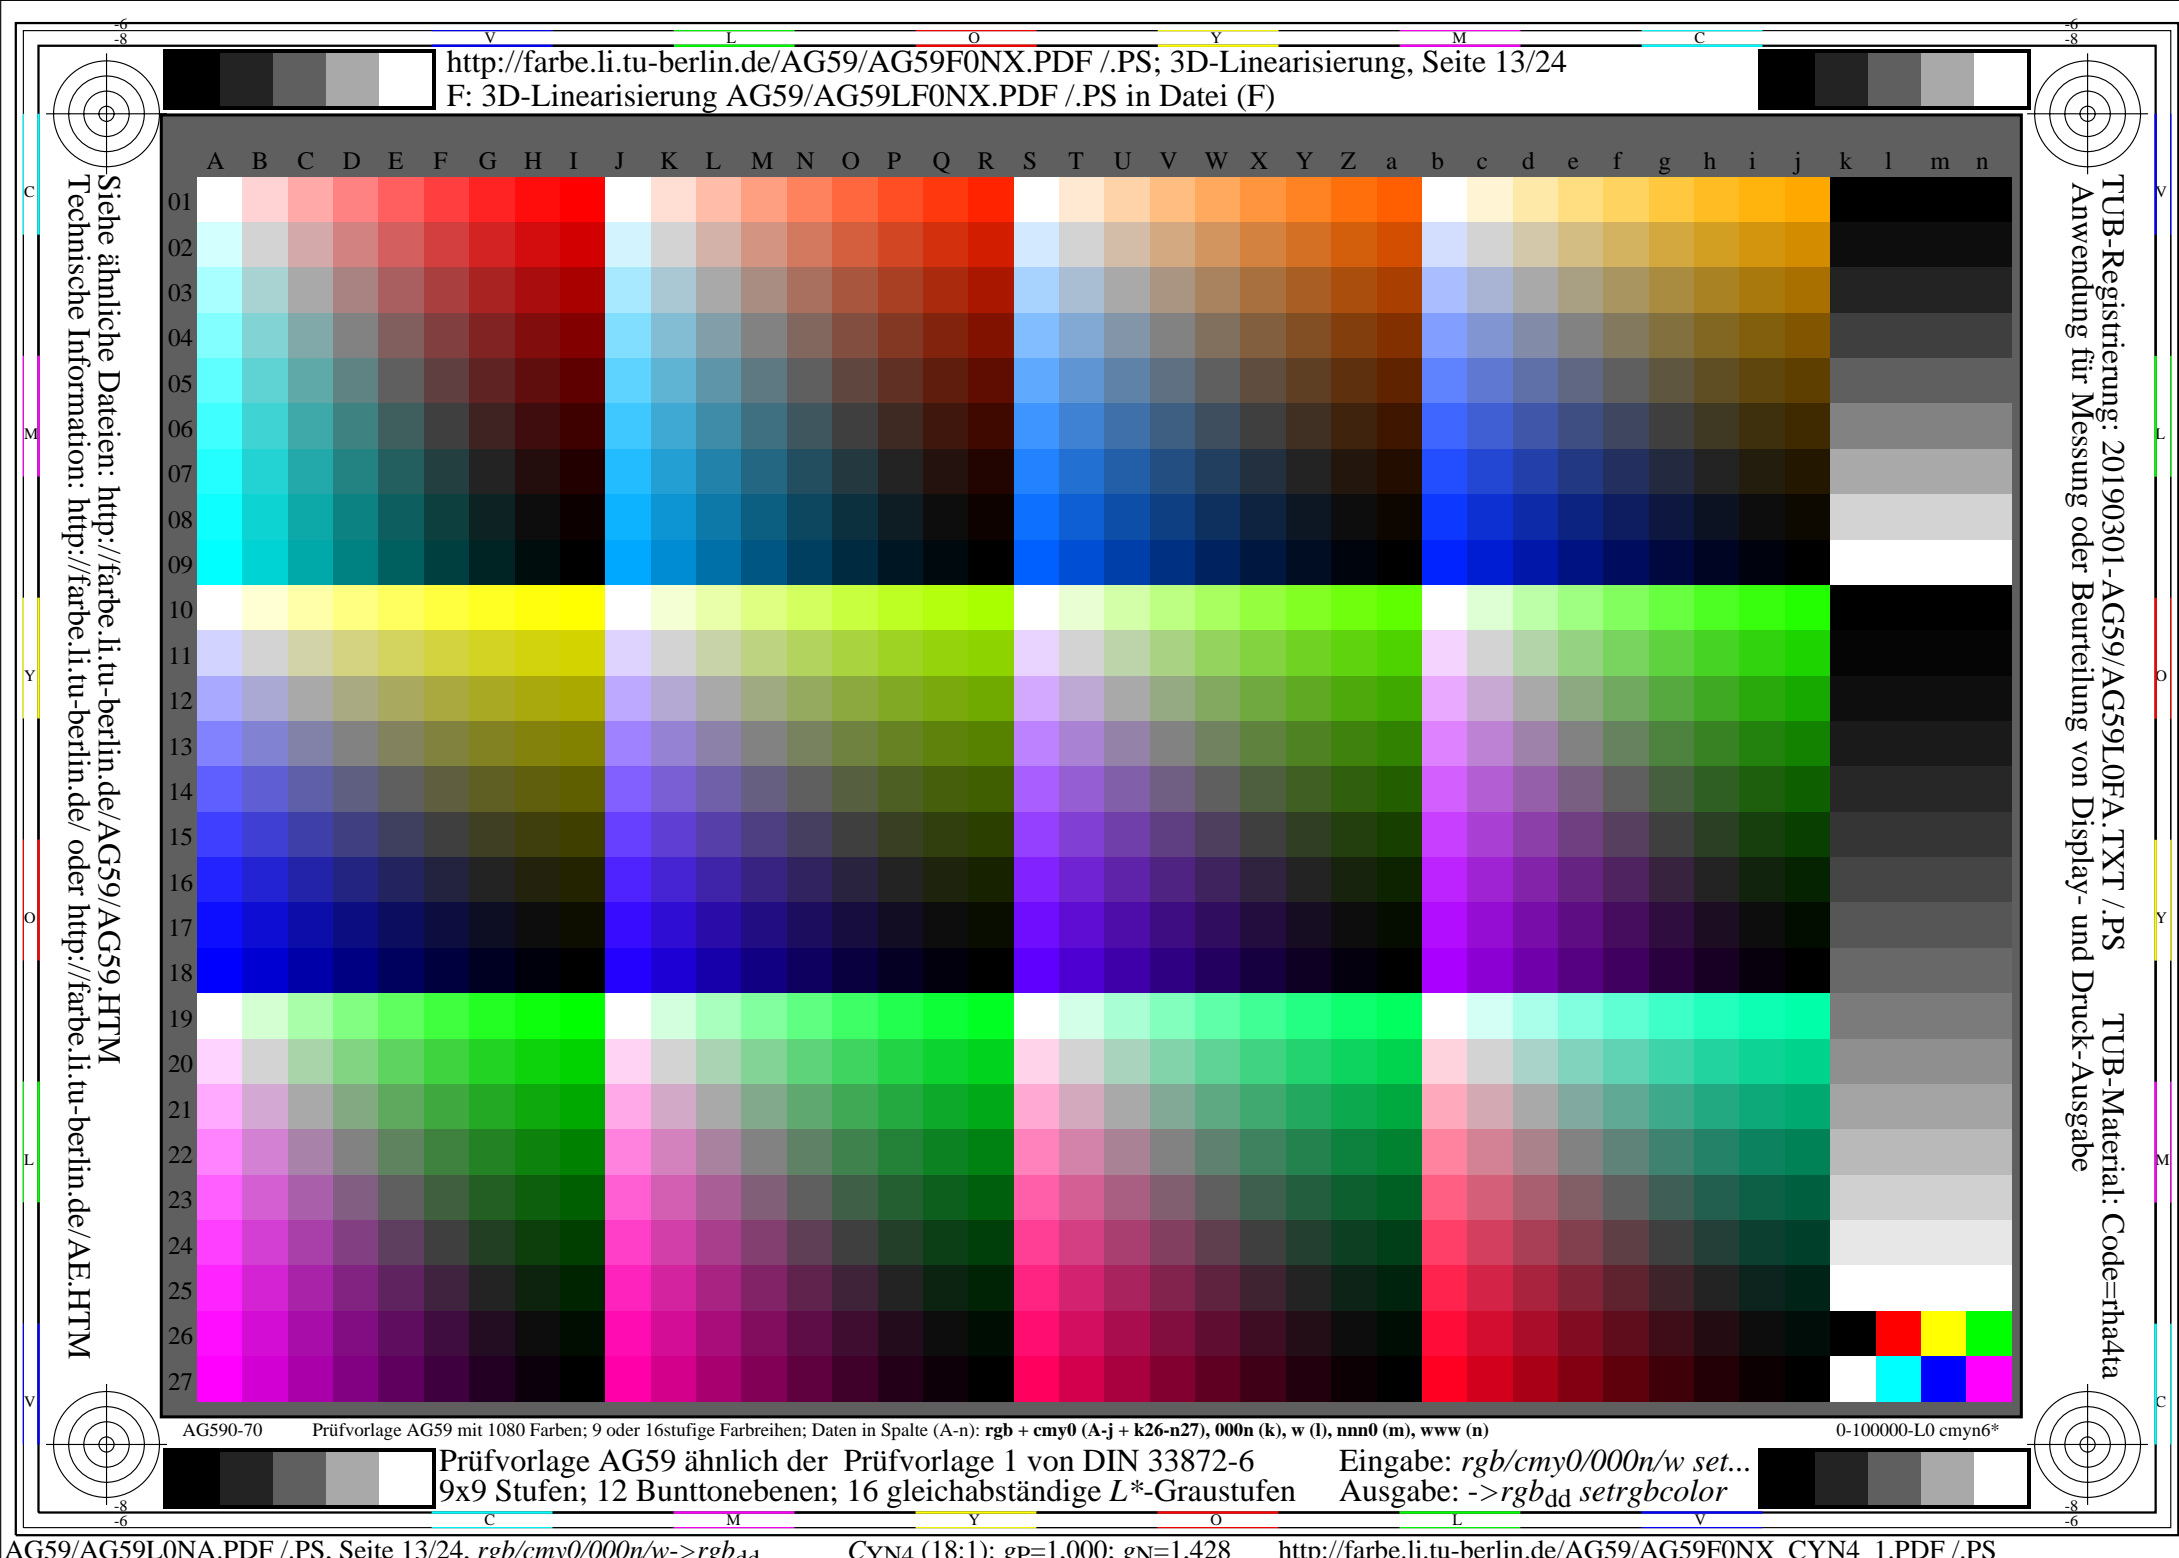 -6
-8
-6
-8
V L O Y M C
http://farbe.li.tu-berlin.de/AG59/AG59F0NX.PDF /.PS; 3D-Linearisierung, Seite 13/24
F: 3D-Linearisierung AG59/AG59LF0NX.PDF /.PS in Datei (F)
A B C D E F G H I J K L M N O P Q R S T U V W X Y Z a b c d e f g h i j k l m n
01
02
03
04
05
06
07
08
09
10
11
12
13
14
15
16
17
18
19
20
21
22
23
24
25
26
27
C
M
Y
O
L
V
Siehe ähnliche Dateien: http://farbe.li.tu-berlin.de/AG59/AG59.HTM
Technische Information: http://farbe.li.tu-berlin.de/ oder http://farbe.li.tu-berlin.de/AE.HTM
TUB-Registrierung: 20190301-AG59/AG59L0FA.TXT /.PS TUB-Material: Code=rha4ta
Anwendung für Messung oder Beurteilung von Display- und Druck-Ausgabe
V
L
O
Y
M
C
AG590-70 Prüfvorlage AG59 mit 1080 Farben; 9 oder 16stufige Farbreihen; Daten in Spalte (A-n): rgb + cmy0 (A-j + k26-n27), 000n (k), w (l), nnn0 (m), www (n) 0-100000-L0 cmyn6*
Prüfvorlage AG59 ähnlich der Prüfvorlage 1 von DIN 33872-6 Eingabe: rgb/cmy0/000n/w set...
9x9 Stufen; 12 Bunttonebenen; 16 gleichabständige L*-Graustufen Ausgabe: ->rgbdd setrgbcolor
-8
-6
-8
-6
C M Y O L V
AG59/AG59L0NA.PDF /.PS, Seite 13/24, rgb/cmy0/000n/w->rgbdd CYN4 (18:1): gP=1.000; gN=1.428 http://farbe.li.tu-berlin.de/AG59/AG59F0NX_CYN4_1.PDF /.PS